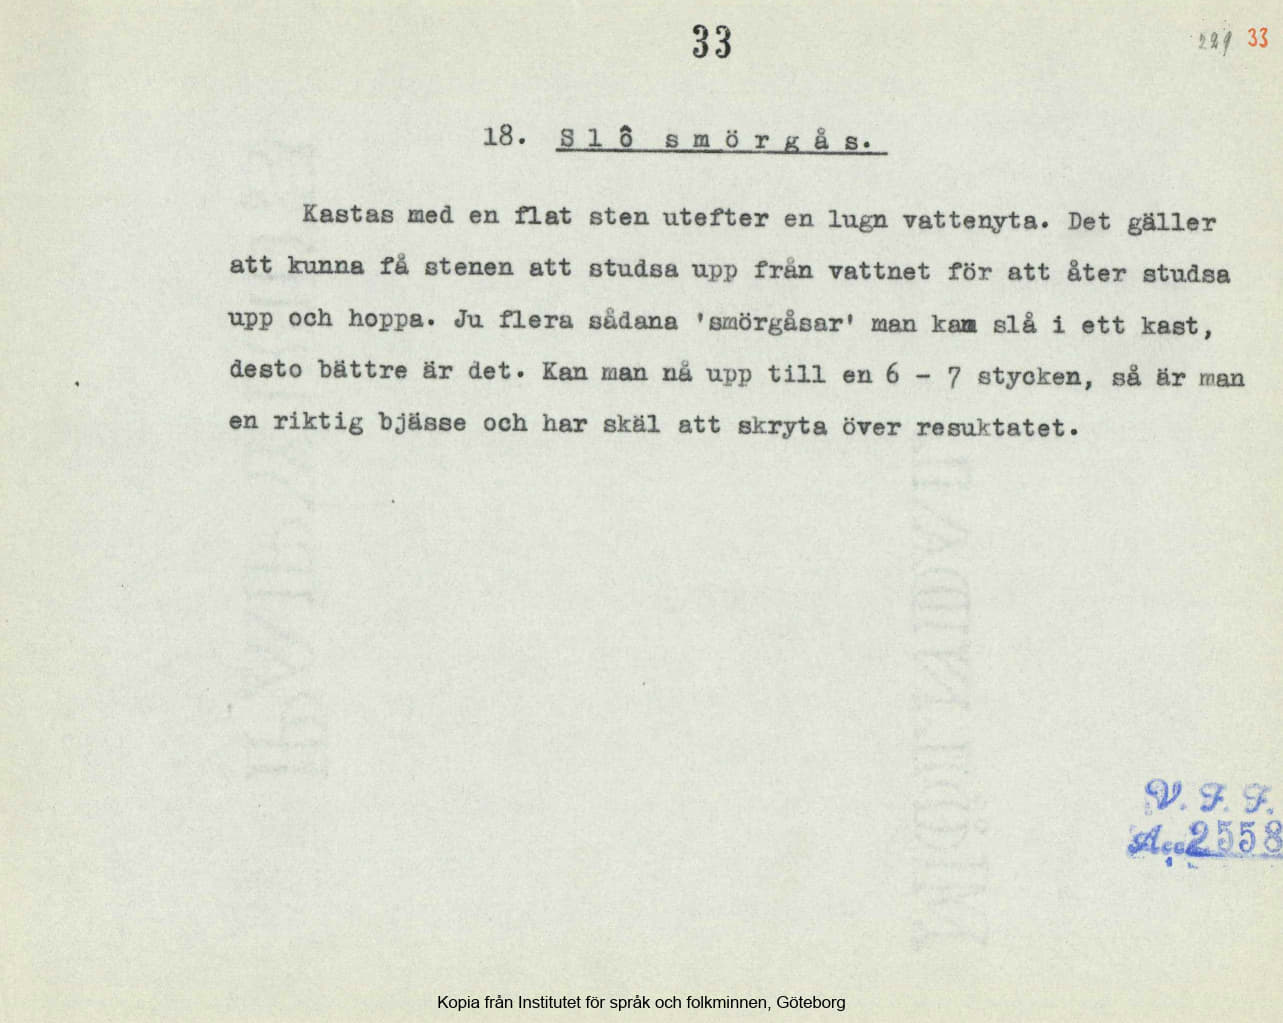 33
229 33
18. Slô smörgås.
Kastas med en flat sten utefter en lugn vattenyta. Det gäller
att kunna få stenen att studsa upp från vattnet för att åter studsa
upp och hoppa. Ju flera sådana 'smörgåsar' man kam slå i ett kast,
desto bättre är det. Kan man nå upp till en 6 - 7 stycken, så är man
en riktig bjässe och har skäl att skryta över resuktatet.
V. F. F.
Acc. 2558
Kopia från Institutet för språk och folkminnen, Göteborg